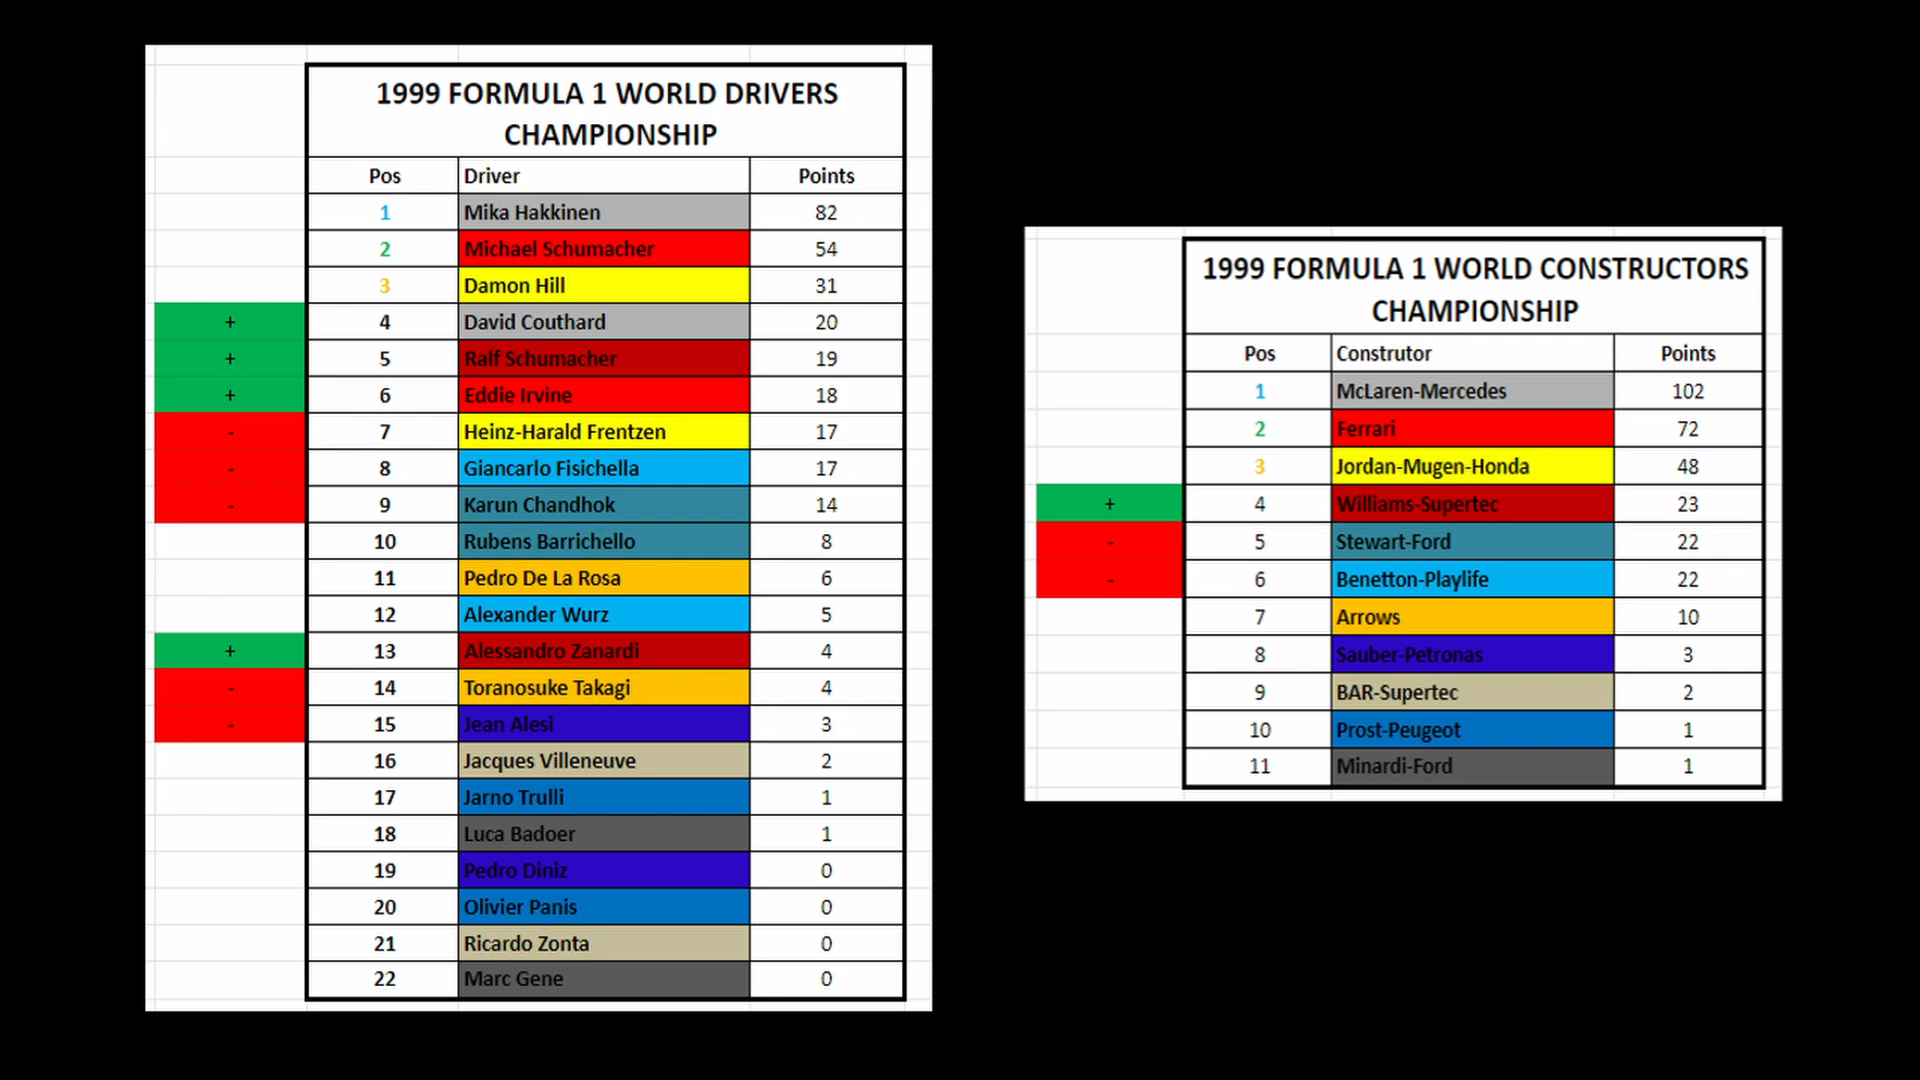 1999 FORMULA 1 WORLD DRIVERS
CHAMPIONSHIP
Pos Driver Points
1 Mika Hakkinen 82
2 Michael Schumacher 54
3 Damon Hill 31
+ 4 David Couthard 20
+ 5 Ralf Schumacher 19
+ 6 Eddie Irvine 18
- 7 Heinz-Harald Frentzen 17
- 8 Giancarlo Fisichella 17
- 9 Karun Chandhok 14
10 Rubens Barrichello 8
11 Pedro De La Rosa 6
12 Alexander Wurz 5
+ 13 Alessandro Zanardi 4
- 14 Toranosuke Takagi 4
- 15 Jean Alesi 3
16 Jacques Villeneuve 2
17 Jarno Trulli 1
18 Luca Badoer 1
19 Pedro Diniz 0
20 Olivier Panis 0
21 Ricardo Zonta 0
22 Marc Gene 0
1999 FORMULA 1 WORLD CONSTRUCTORS
CHAMPIONSHIP
Pos Construtor Points
1 McLaren-Mercedes 102
2 Ferrari 72
3 Jordan-Mugen-Honda 48
+ 4 Williams-Supertec 23
- 5 Stewart-Ford 22
- 6 Benetton-Playlife 22
7 Arrows 10
8 Sauber-Petronas 3
9 BAR-Supertec 2
10 Prost-Peugeot 1
11 Minardi-Ford 1